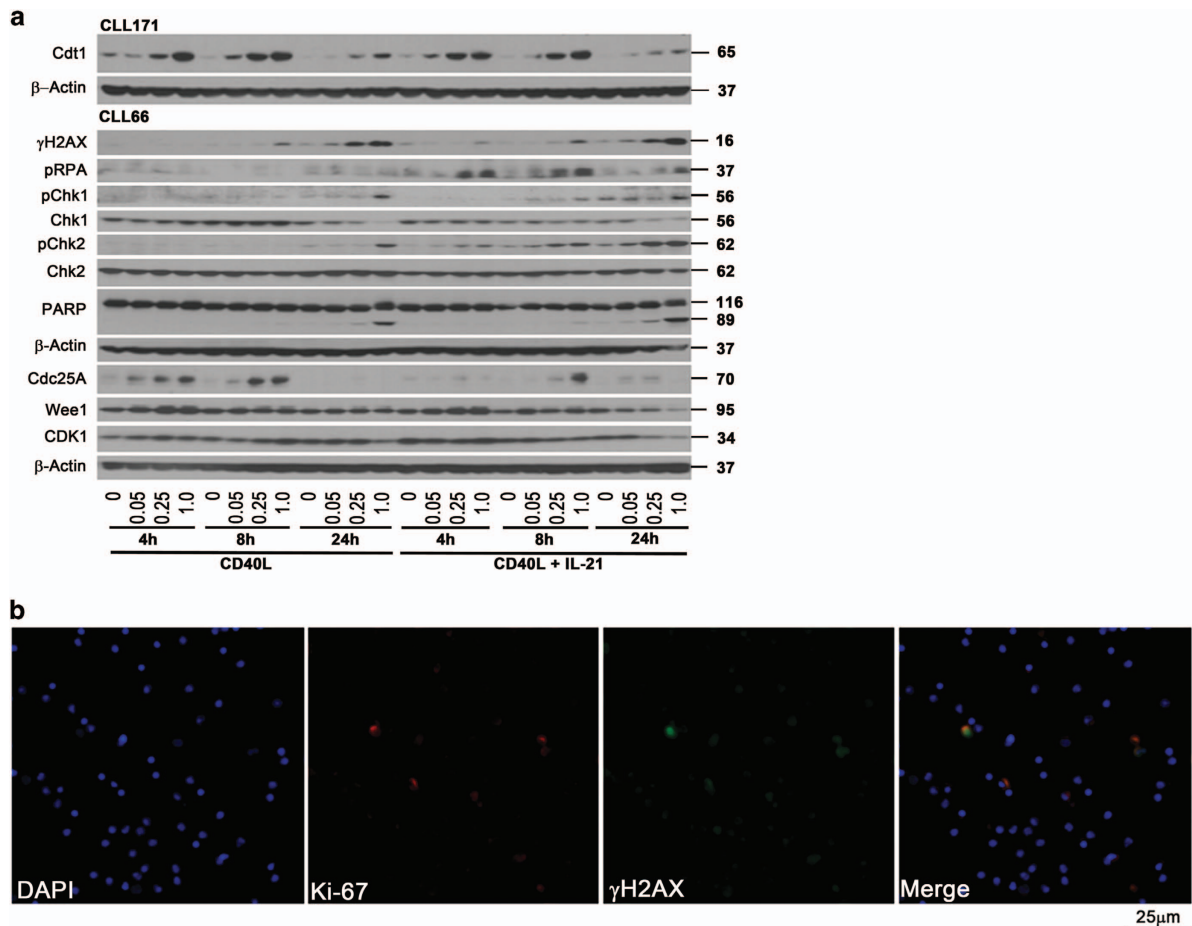 a
CLL171
Cdt1 65
β–Actin 37
CLL66
γH2AX 16
pRPA 37
pChk1 56
Chk1 56
pChk2 62
Chk2 62
PARP 116
89
β-Actin 37
Cdc25A 70
Wee1 95
CDK1 34
β-Actin 37
0 0.05 0.25 1.0 0 0.05 0.25 1.0 0 0.05 0.25 1.0 0 0.05 0.25 1.0 0 0.05 0.25 1.0 0 0.05 0.25 1.0
4h 8h 24h 4h 8h 24h
CD40L CD40L + IL-21
b
DAPI Ki-67 γH2AX Merge
25μm